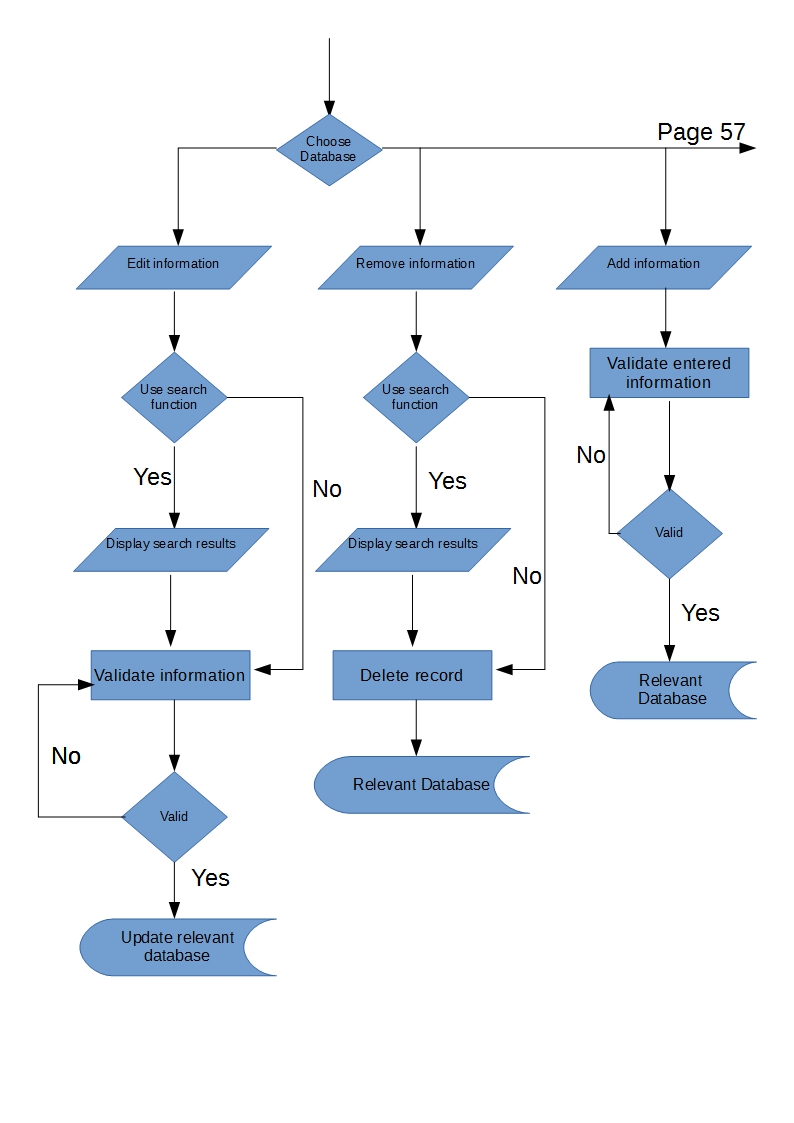 Page 57
Choose
Database
Edit information
Remove information
Add information
Validate entered
information
Use search
function
Use search
function
No
Yes
No
Yes
Valid
Display search results
Display search results
No
Yes
Validate information
Delete record
Relevant
Database
No
Relevant Database
Valid
Yes
Update relevant
database